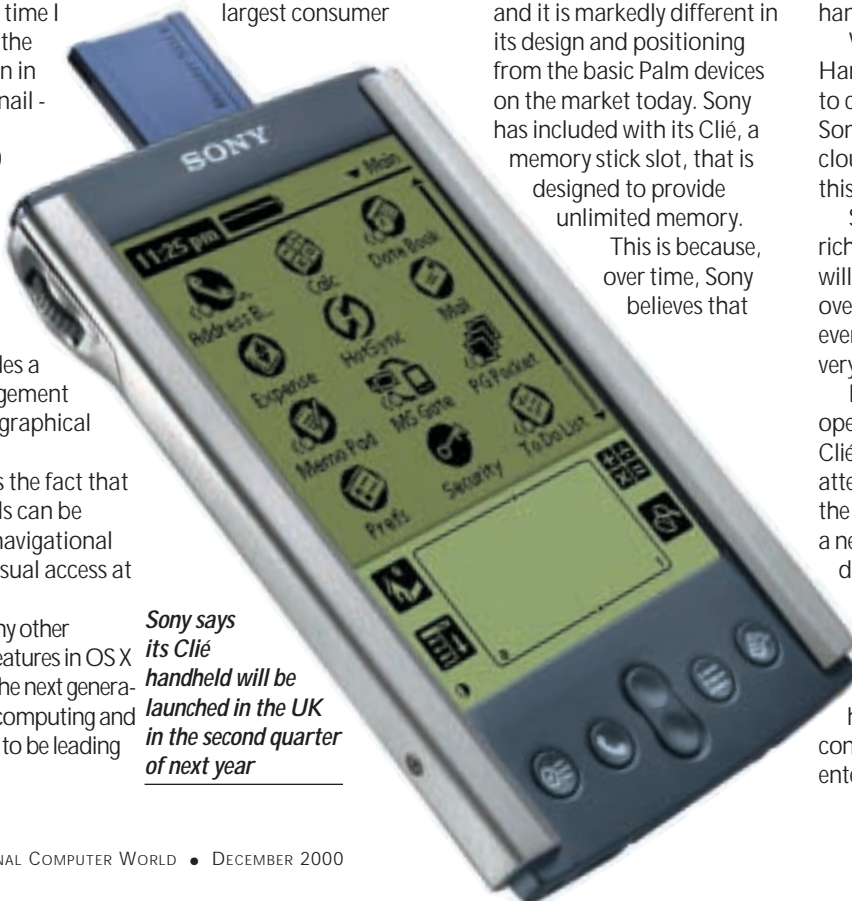 time I
the
n in
nail -
)
des a
gement
graphical
s the fact that
ls can be
navigational
sual access at
ny other
eatures in OS X
he next genera-
computing and
to be leading
largest consumer
Sony says
its Clié
handheld will be
launched in the UK
in the second quarter
of next year
SONY
Main
11:25 pm
Address B...
Calc
Date Book
Expense
HotSync
Mail
Memo Pad
MS Gate
PG Pocket
Prefs
Security
To Do List
and it is markedly different in
its design and positioning
from the basic Palm devices
on the market today. Sony
has included with its Clié, a
memory stick slot, that is
designed to provide
unlimited memory.
This is because,
over time, Sony
believes that
han
Har
to c
Son
clou
this
S
rich
will
ove
ever
very
ope
Clié
atte
the
a ne
d
h
con
ente
NAL COMPUTER WORLD ● DECEMBER 2000